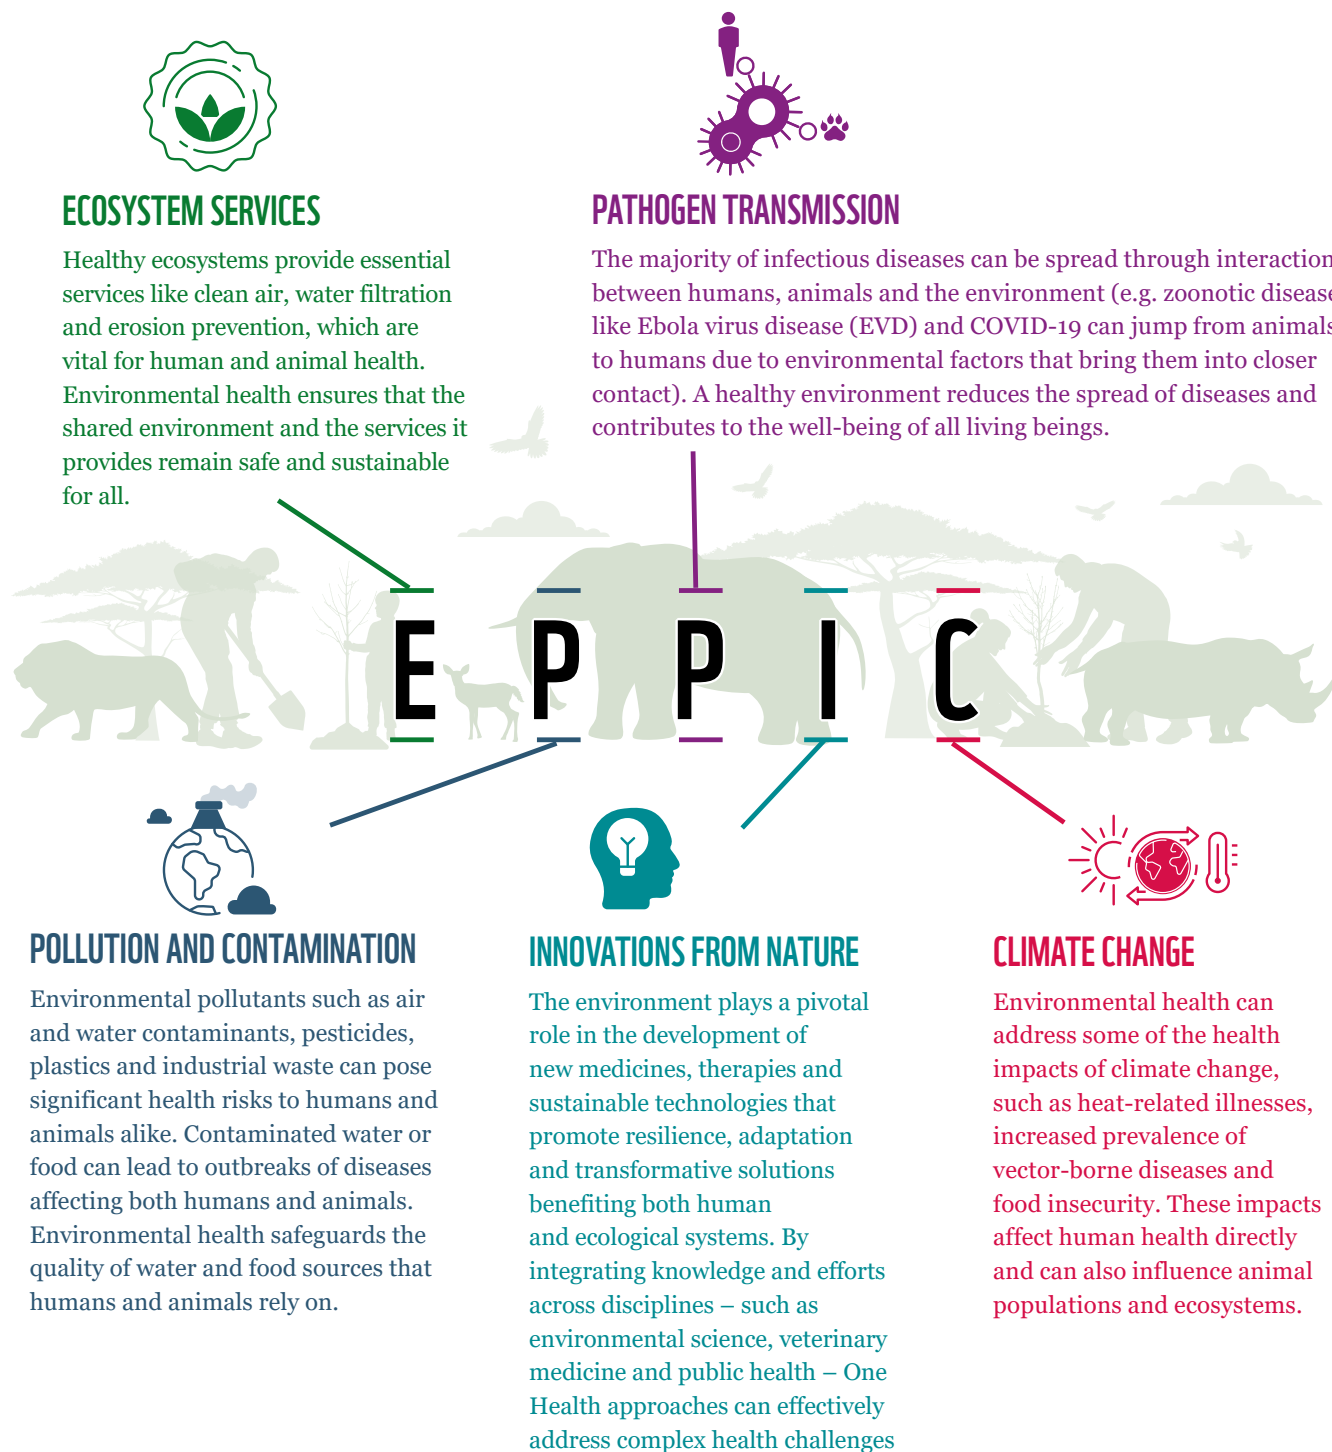 ECOSYSTEM SERVICES
Healthy ecosystems provide essential
services like clean air, water filtration
and erosion prevention, which are
vital for human and animal health.
Environmental health ensures that the
shared environment and the services it
provides remain safe and sustainable
for all.
PATHOGEN TRANSMISSION
The majority of infectious diseases can be spread through interaction
between humans, animals and the environment (e.g. zoonotic disease
like Ebola virus disease (EVD) and COVID-19 can jump from animals
to humans due to environmental factors that bring them into closer
contact). A healthy environment reduces the spread of diseases and
contributes to the well-being of all living beings.
E P P I C
POLLUTION AND CONTAMINATION
Environmental pollutants such as air
and water contaminants, pesticides,
plastics and industrial waste can pose
significant health risks to humans and
animals alike. Contaminated water or
food can lead to outbreaks of diseases
affecting both humans and animals.
Environmental health safeguards the
quality of water and food sources that
humans and animals rely on.
INNOVATIONS FROM NATURE
The environment plays a pivotal
role in the development of
new medicines, therapies and
sustainable technologies that
promote resilience, adaptation
and transformative solutions
benefiting both human
and ecological systems. By
integrating knowledge and efforts
across disciplines – such as
environmental science, veterinary
medicine and public health – One
Health approaches can effectively
address complex health challenges
CLIMATE CHANGE
Environmental health can
address some of the health
impacts of climate change,
such as heat-related illnesses,
increased prevalence of
vector-borne diseases and
food insecurity. These impacts
affect human health directly
and can also influence animal
populations and ecosystems.